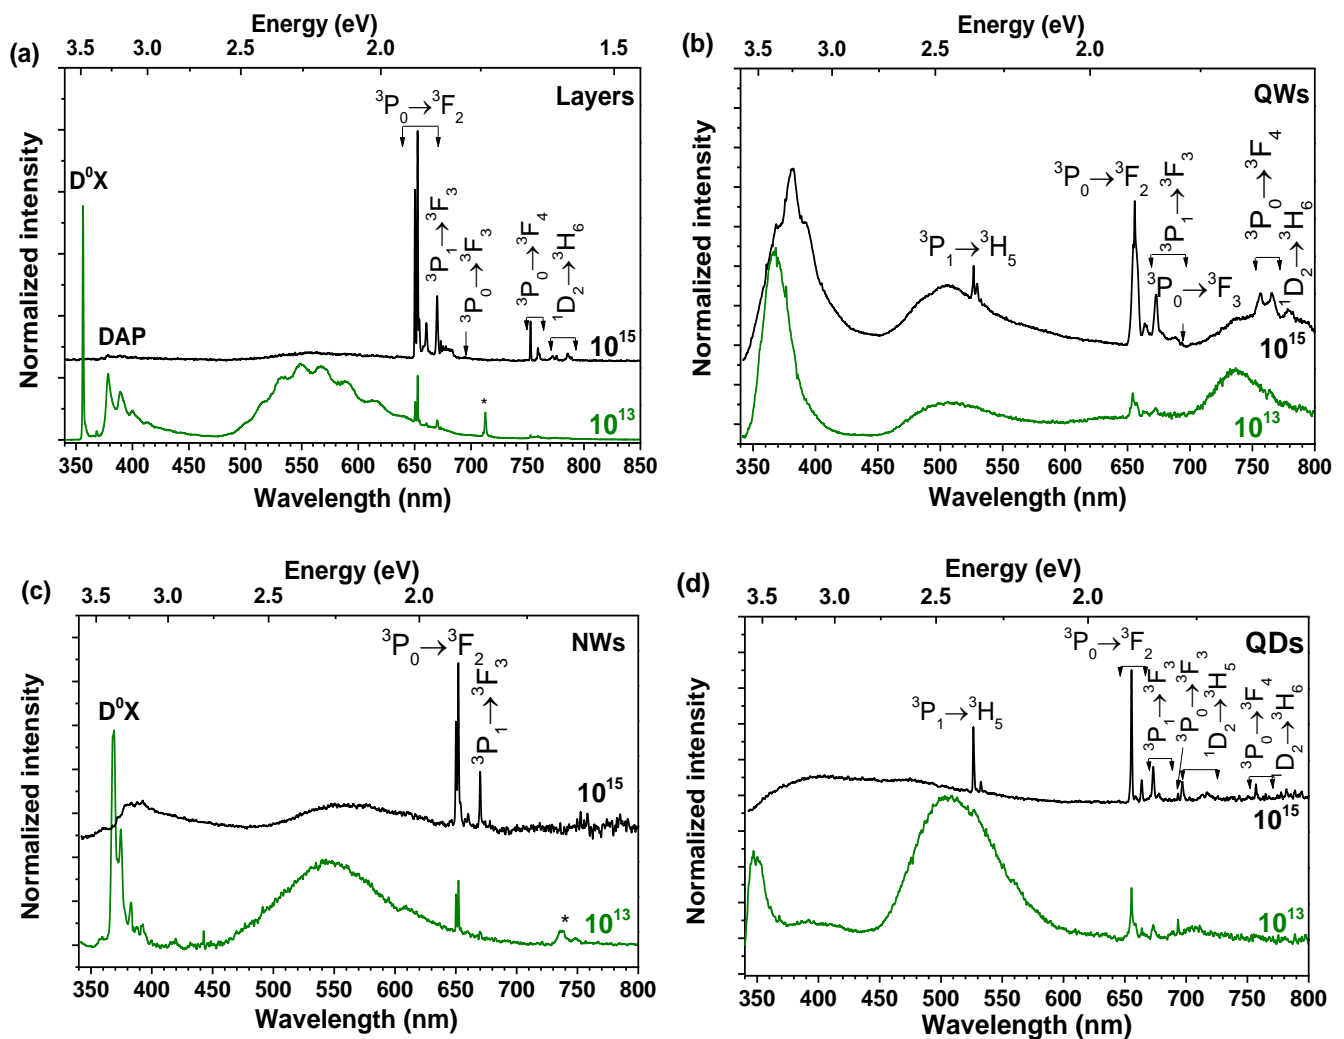 (a)
Energy (eV)
3.5 3.0 2.5 2.0 1.5
Normalized intensity
Layers
D⁰X
DAP
³P₀→³F₂
³P₁→³F₃
³P₀→³F₃
³P₀→³F₄
¹D₂→³H₆
10¹⁵
*
10¹³
350 400 450 500 550 600 650 700 750 800 850
Wavelength (nm)
(b)
Energy (eV)
3.5 3.0 2.5 2.0
Normalized intensity
QWs
³P₁→³H₅
³P₀→³F₂
³P₁→³F₃
³P₀→³F₃
³P₀→³F₄
¹D₂→³H₆
10¹⁵
10¹³
350 400 450 500 550 600 650 700 750 800
Wavelength (nm)
(c)
Energy (eV)
3.5 3.0 2.5 2.0
Normalized intensity
NWs
D⁰X
³P₀→³F₂
³P₁→³F₃
10¹⁵
*
10¹³
350 400 450 500 550 600 650 700 750 800
Wavelength (nm)
(d)
Energy (eV)
3.5 3.0 2.5 2.0
Normalized intensity
QDs
³P₁→³H₅
³P₀→³F₂
³P₁→³F₃
³P₀→³F₃
¹D₂→³H₅
³P₀→³F₄
¹D₂→³H₆
10¹⁵
10¹³
350 400 450 500 550 600 650 700 750 800
Wavelength (nm)